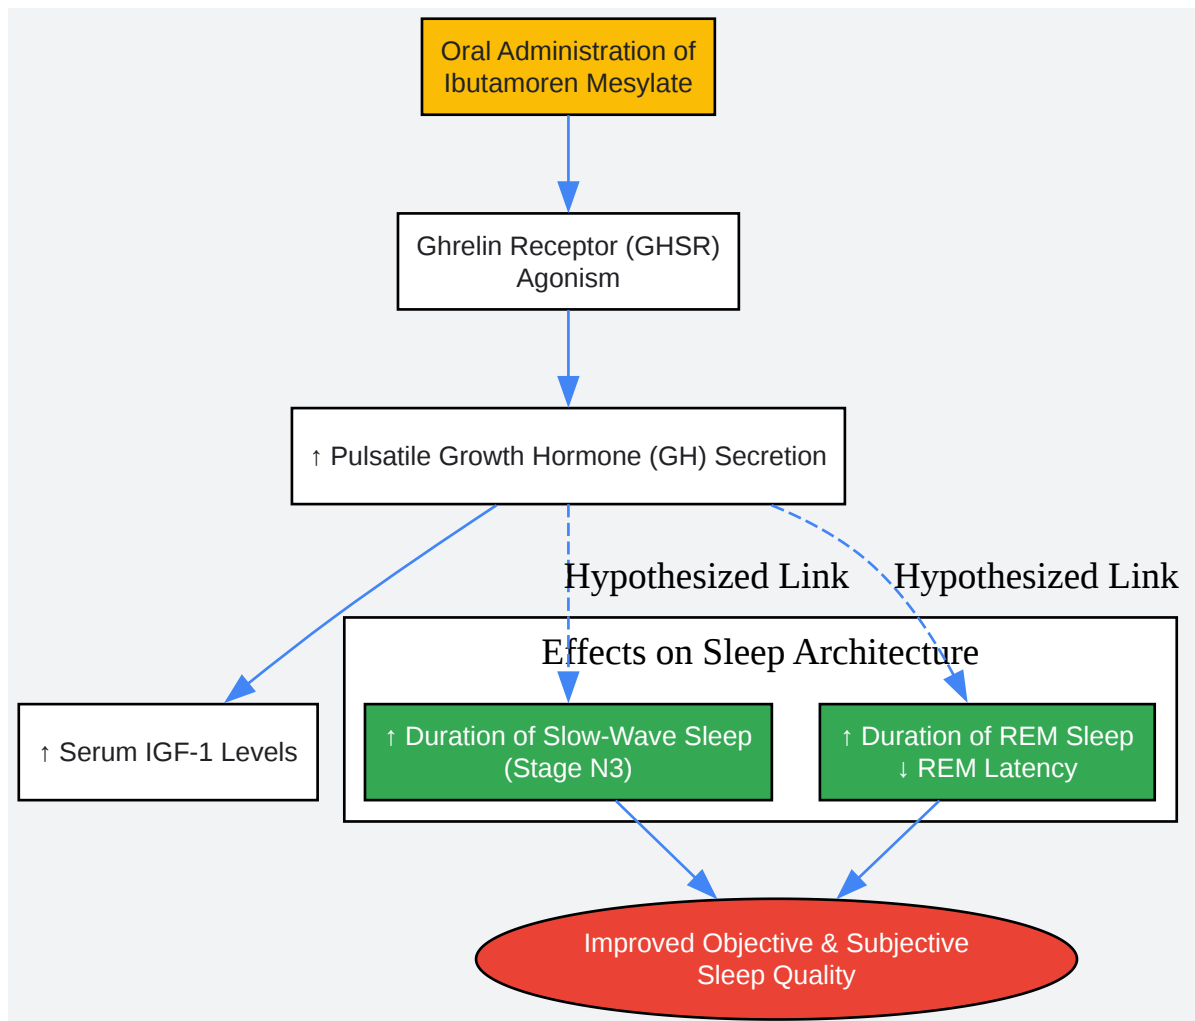 Oral Administration of
Ibutamoren Mesylate
Ghrelin Receptor (GHSR)
Agonism
↑ Pulsatile Growth Hormone (GH) Secretion
Hypothesized Link
Hypothesized Link
Effects on Sleep Architecture
↑ Serum IGF-1 Levels
↑ Duration of Slow-Wave Sleep
(Stage N3)
↑ Duration of REM Sleep
↓ REM Latency
Improved Objective & Subjective
Sleep Quality